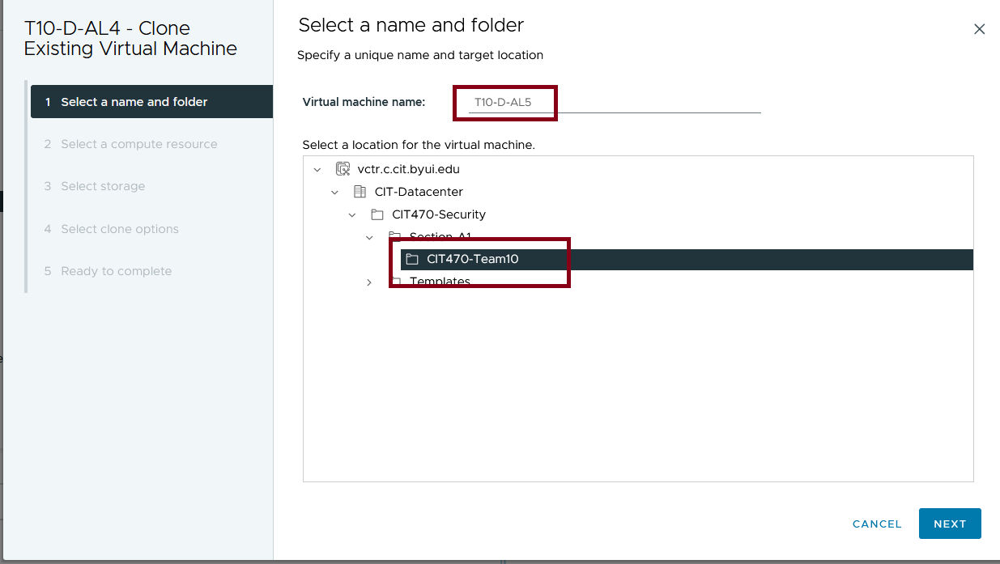 T10-D-AL4 - Clone
Existing Virtual Machine
1 Select a name and folder
2 Select a compute resource
3 Select storage
4 Select clone options
5 Ready to complete
Select a name and folder
Specify a unique name and target location
Virtual machine name:
T10-D-AL5
Select a location for the virtual machine.
vctr.c.cit.byui.edu
CIT-Datacenter
CIT470-Security
Section-A1
CIT470-Team10
Templates
CANCEL
NEXT